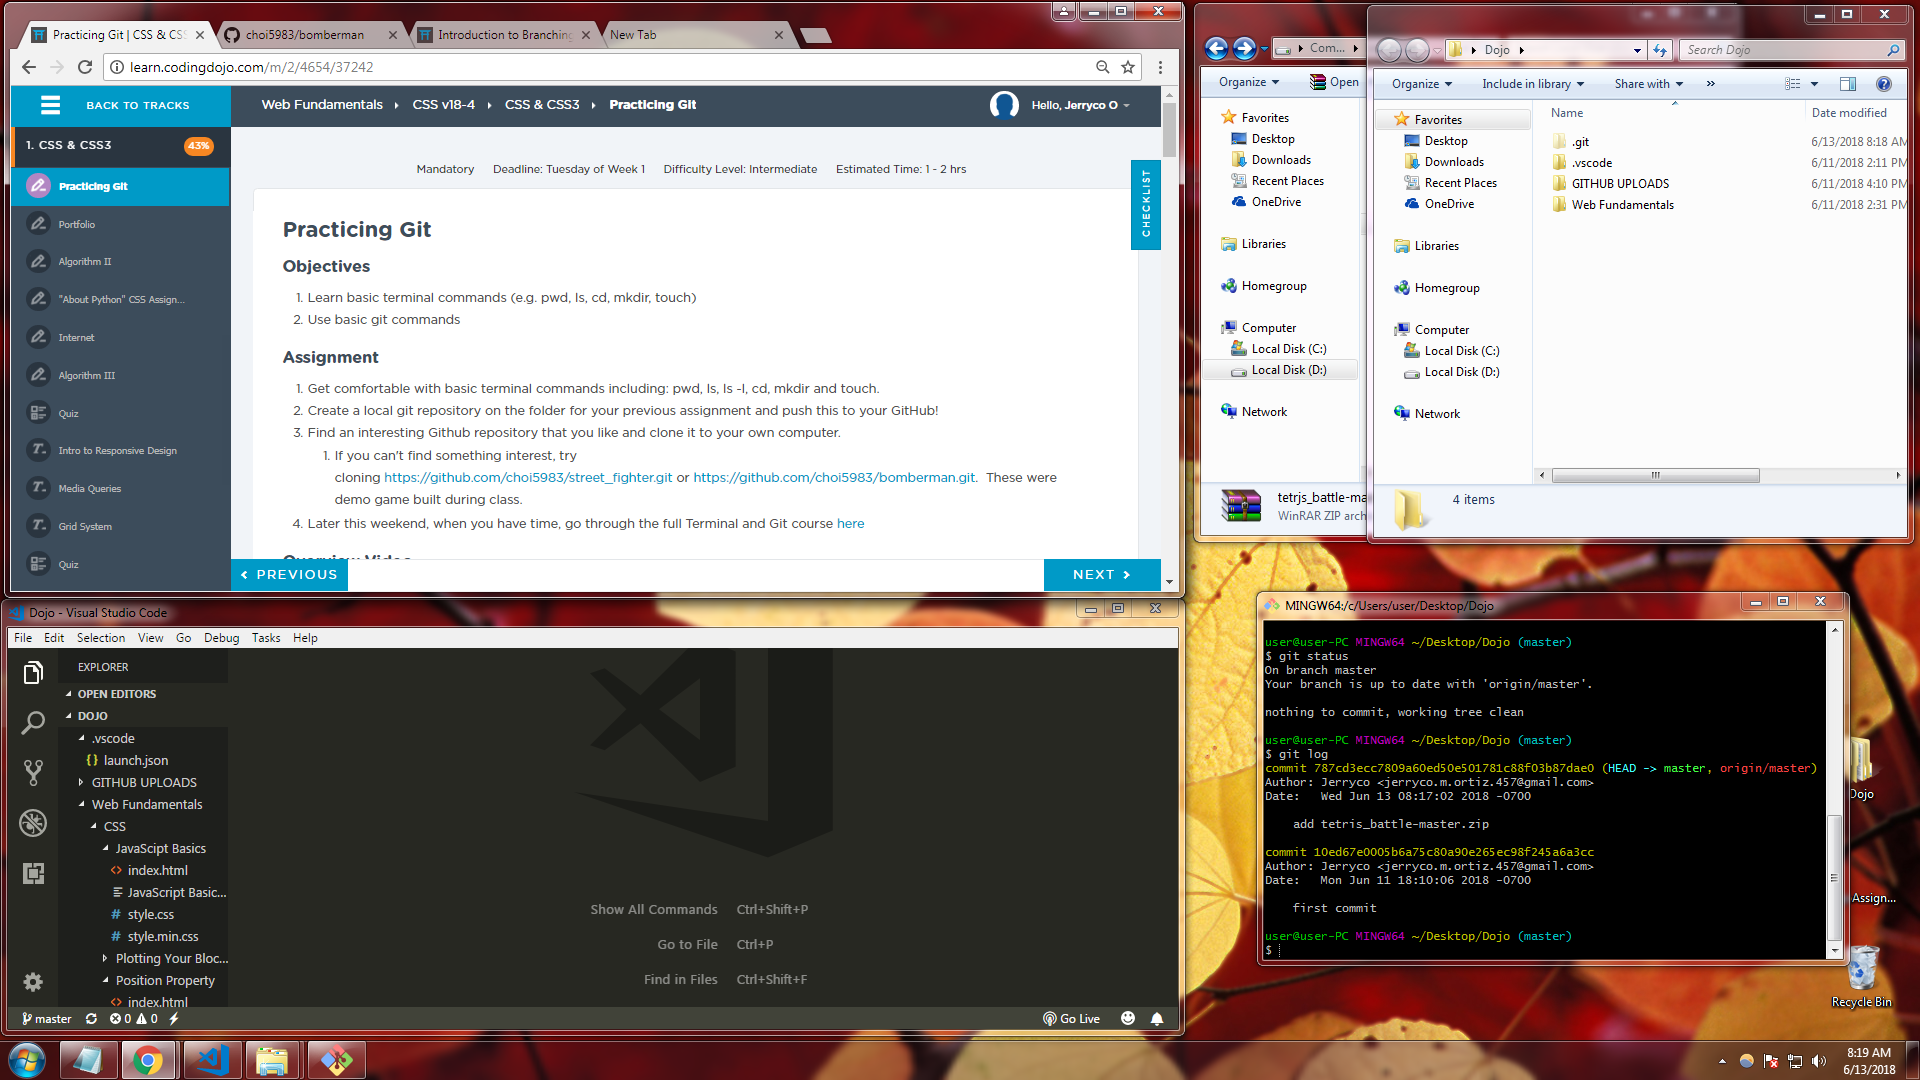 Practicing Git | CSS & CSS
choi5983/bomberman
Introduction to Branching
New Tab
learn.codingdojo.com/m/2/4654/37242
BACK TO TRACKS
Web Fundamentals
CSS v18-4
CSS & CSS3
Practicing Git
Hello, Jerryco O
1. CSS & CSS3
43%
Practicing Git
Portfolio
Algorithm II
"About Python" CSS Assign...
Internet
Algorithm III
Quiz
Intro to Responsive Design
Media Queries
Grid System
Quiz
Mandatory
Deadline: Tuesday of Week 1
Difficulty Level: Intermediate
Estimated Time: 1 - 2 hrs
CHECKLIST
Practicing Git
Objectives
1. Learn basic terminal commands (e.g. pwd, ls, cd, mkdir, touch)
2. Use basic git commands
Assignment
1. Get comfortable with basic terminal commands including: pwd, ls, ls -l, cd, mkdir and touch.
2. Create a local git repository on the folder for your previous assignment and push this to your GitHub!
3. Find an interesting Github repository that you like and clone it to your own computer.
1. If you can't find something interest, try
cloning https://github.com/choi5983/street_fighter.git or https://github.com/choi5983/bomberman.git. These were
demo game built during class.
4. Later this weekend, when you have time, go through the full Terminal and Git course here
Overview Video
PREVIOUS
NEXT
Com...
Organize
Open
Favorites
Desktop
Downloads
Recent Places
OneDrive
Libraries
Homegroup
Computer
Local Disk (C:)
Local Disk (D:)
Network
tetrjs_battle-ma
WinRAR ZIP arch
Dojo
Search Dojo
Organize
Include in library
Share with
»
Favorites
Desktop
Downloads
Recent Places
OneDrive
Libraries
Homegroup
Computer
Local Disk (C:)
Local Disk (D:)
Network
Name
Date modified
.git
6/13/2018 8:18 AM
.vscode
6/11/2018 2:11 PM
GITHUB UPLOADS
6/11/2018 4:10 PM
Web Fundamentals
6/11/2018 2:31 PM
4 items
Dojo - Visual Studio Code
File Edit Selection View Go Debug Tasks Help
EXPLORER
OPEN EDITORS
DOJO
.vscode
{} launch.json
GITHUB UPLOADS
Web Fundamentals
CSS
JavaScipt Basics
<> index.html
JavaScript Basic...
# style.css
# style.min.css
Plotting Your Bloc...
Position Property
<> index.html
Show All Commands Ctrl+Shift+P
Go to File Ctrl+P
Find in Files Ctrl+Shift+F
master
0
0
Go Live
MINGW64:/c/Users/user/Desktop/Dojo
user@user-PC MINGW64 ~/Desktop/Dojo (master)
$ git status
On branch master
Your branch is up to date with 'origin/master'.
nothing to commit, working tree clean
user@user-PC MINGW64 ~/Desktop/Dojo (master)
$ git log
commit 787cd3ecc7809a60ed50e501781c88f03b87dae0 (HEAD -> master, origin/master)
Author: Jerryco <jerryco.m.ortiz.457@gmail.com>
Date: Wed Jun 13 08:17:02 2018 -0700
add tetris_battle-master.zip
commit 10ed67e0005b6a75c80a90e265ec98f245a6a3cc
Author: Jerryco <jerryco.m.ortiz.457@gmail.com>
Date: Mon Jun 11 18:10:06 2018 -0700
first commit
user@user-PC MINGW64 ~/Desktop/Dojo (master)
$
Dojo
Assign...
Recycle Bin
8:19 AM
6/13/2018